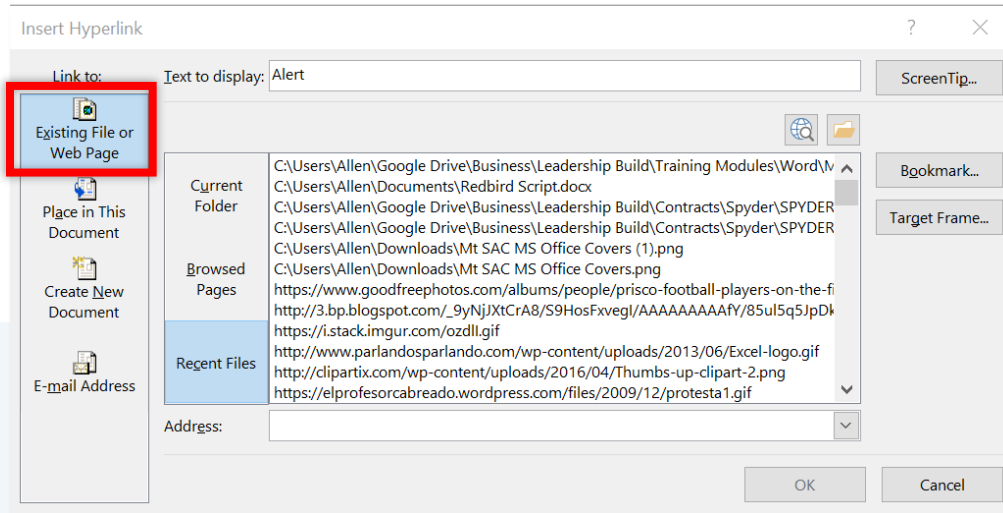 Insert Hyperlink
Link to:
Text to display: Alert
ScreenTip...
Existing File or
Web Page
Place in This
Document
Create New
Document
E-mail Address
Current
Folder
Browsed
Pages
Recent Files
C:\Users\Allen\Google Drive\Business\Leadership Build\Training Modules\Word\M
C:\Users\Allen\Documents\Redbird Script.docx
C:\Users\Allen\Google Drive\Business\Leadership Build\Contracts\Spyder\SPYDER
C:\Users\Allen\Google Drive\Business\Leadership Build\Contracts\Spyder\SPYDER
C:\Users\Allen\Downloads\Mt SAC MS Office Covers (1).png
C:\Users\Allen\Downloads\Mt SAC MS Office Covers.png
https://www.goodfreephotos.com/albums/people/prisco-football-players-on-the-fi
http://3.bp.blogspot.com/_9yNjJXtCrA8/S9HosFxvegI/AAAAAAAAAfY/85ul5q5JpDk
https://i.stack.imgur.com/ozdlI.gif
http://www.parlandosparlando.com/wp-content/uploads/2013/06/Excel-logo.gif
http://clipartix.com/wp-content/uploads/2016/04/Thumbs-up-clipart-2.png
https://elprofesorcabreado.wordpress.com/files/2009/12/protesta1.gif
Bookmark...
Target Frame...
Address:
OK
Cancel